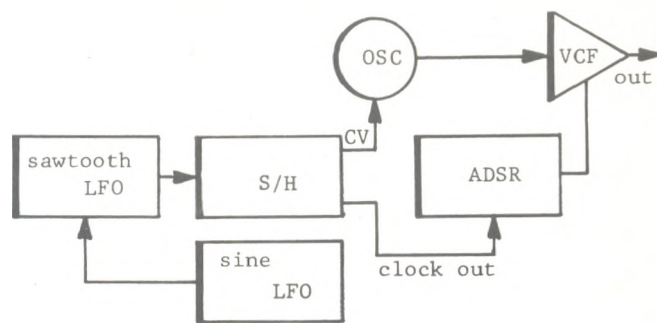 OSC
VCF
out
CV
sawtooth
LFO
S/H
ADSR
sine
LFO
clock out